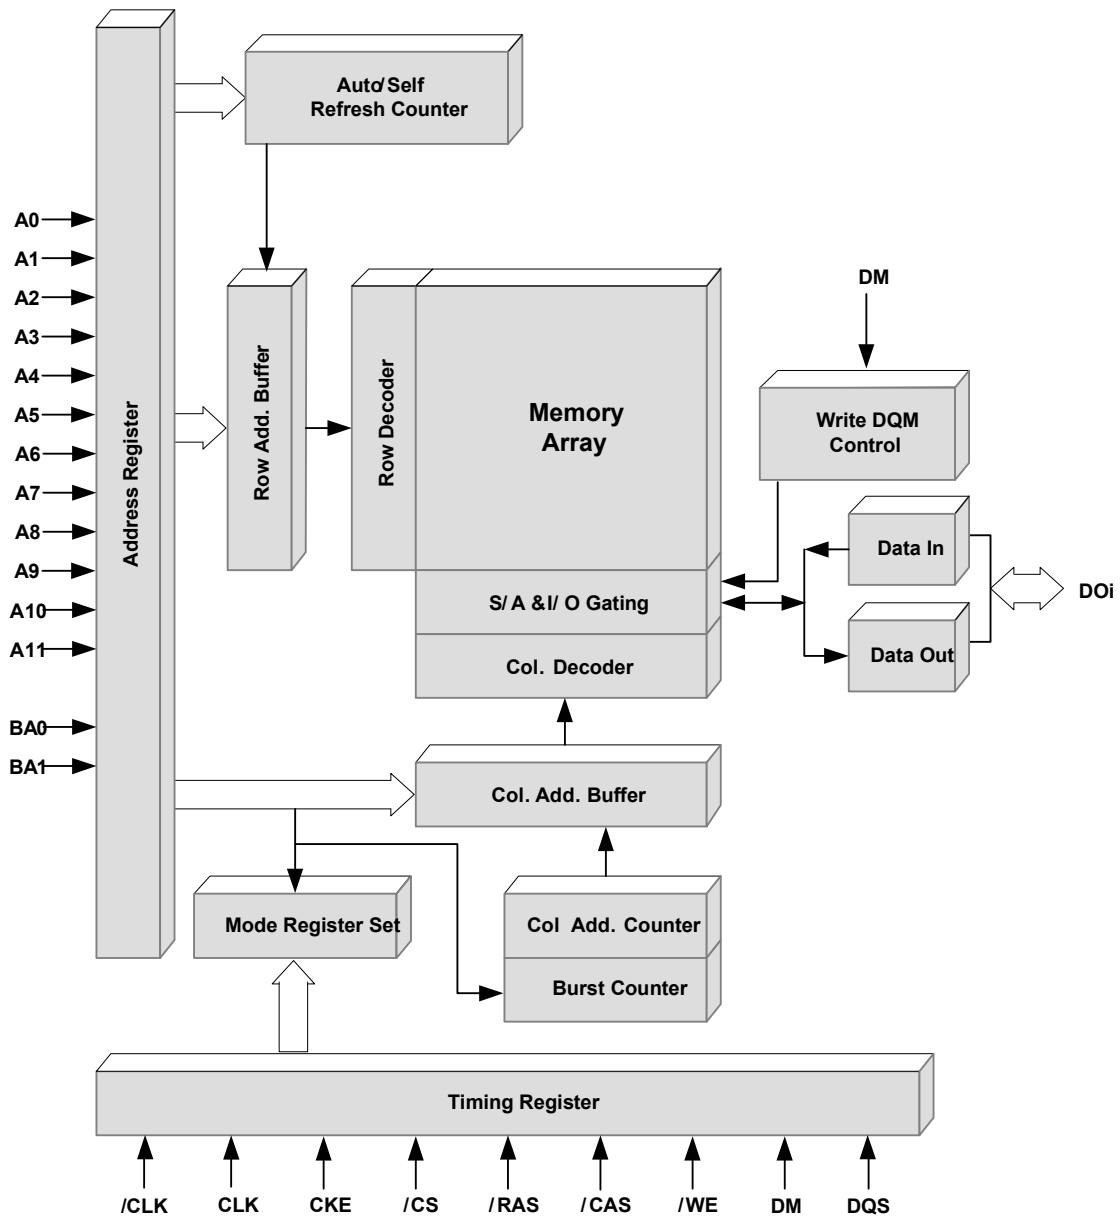 Auto/Self
Refresh Counter
A0
A1
A2
A3
A4
A5
A6
A7
A8
A9
A10
A11
BA0
BA1
Address Register
Row Add. Buffer
Row Decoder
Memory
Array
DM
Write DQM
Control
Data In
Data Out
DOi
S/ A &I/ O Gating
Col. Decoder
Col. Add. Buffer
Mode Register Set
Col Add. Counter
Burst Counter
Timing Register
/CLK
CLK
CKE
/CS
/RAS
/CAS
/WE
DM
DQS